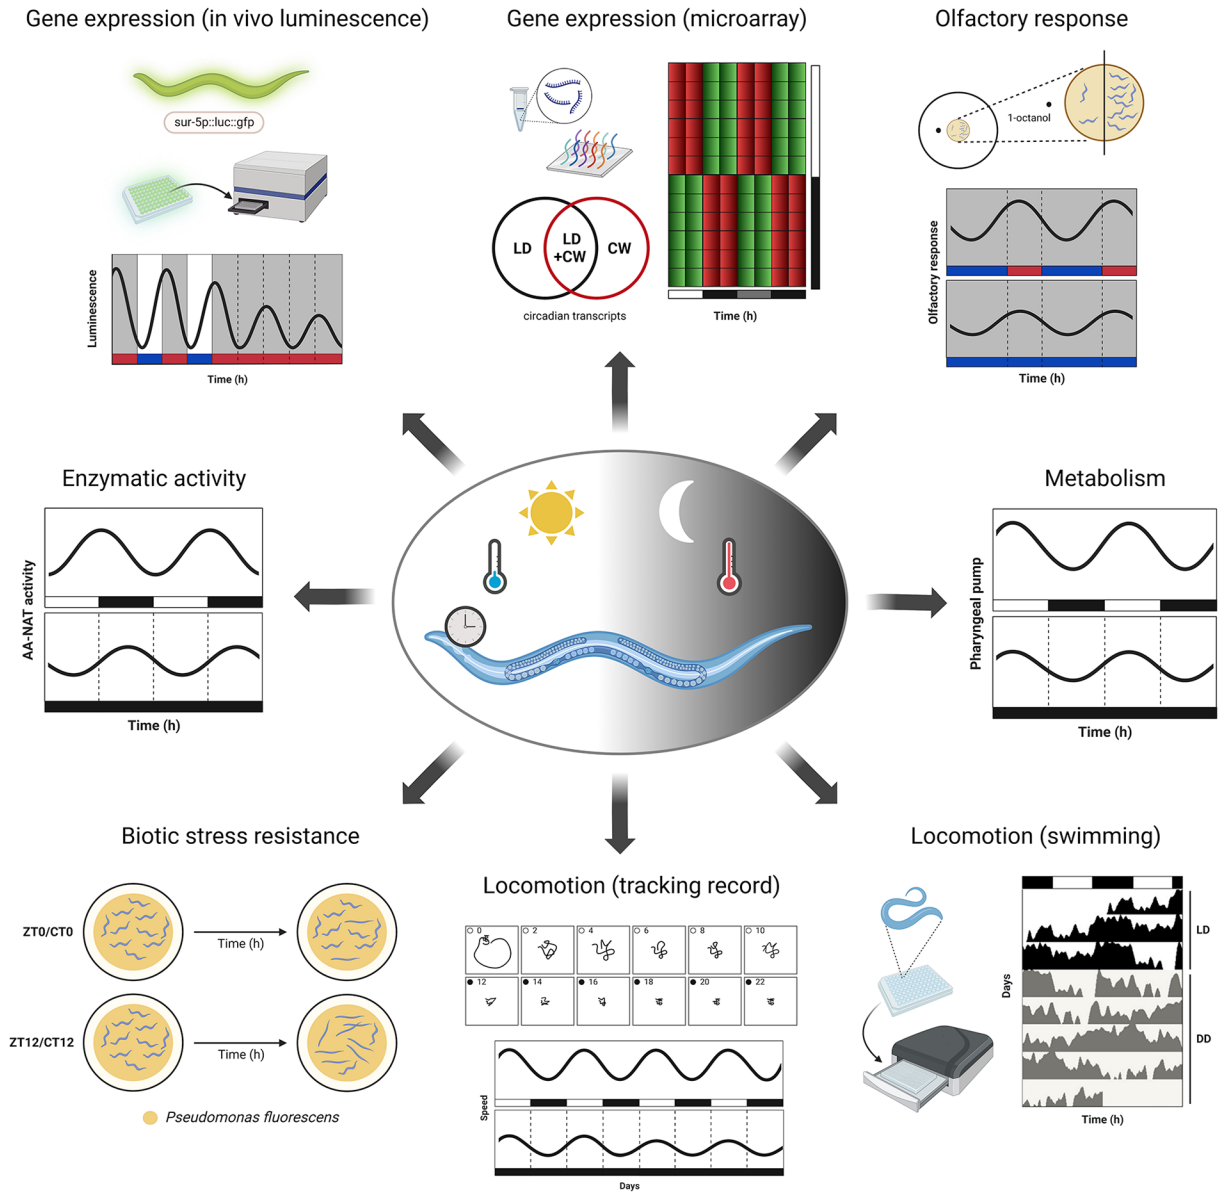 Gene expression (in vivo luminescence)
sur-5p::luc::gfp
Luminescence
Time (h)
Gene expression (microarray)
LD
LD
+CW
CW
circadian transcripts
Time (h)
Olfactory response
1-octanol
Olfactory response
Time (h)
Enzymatic activity
AA-NAT activity
Time (h)
Metabolism
Pharyngeal pump
Time (h)
Biotic stress resistance
ZT0/CT0
Time (h)
ZT12/CT12
Time (h)
Pseudomonas fluorescens
Locomotion (tracking record)
0
2
4
6
8
10
12
14
16
18
20
22
Speed
Days
Locomotion (swimming)
Days
LD
DD
Time (h)